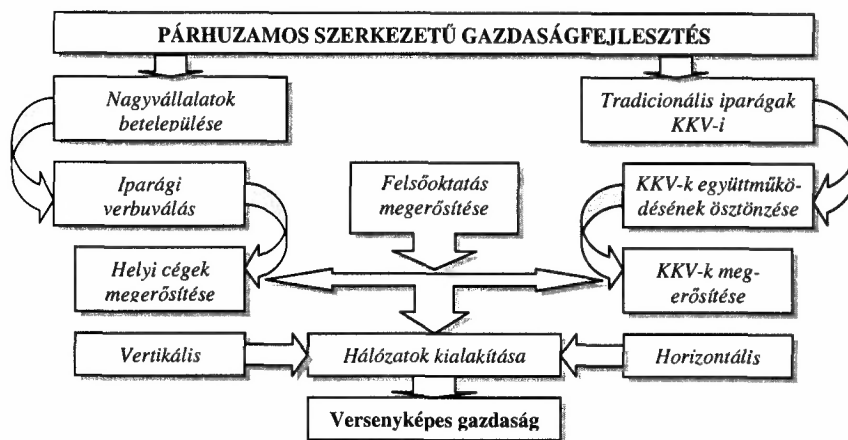 PÁRHUZAMOS SZERKEZETŰ GAZDASÁGFEJLESZTÉS
Nagyvállalatok
betelepülése
Tradicionális iparágak
KKV-i
Iparági
verbuválás
Felsőoktatás
megerősítése
KKV-k együttműkö-
désének ösztönzése
Helyi cégek
megerősítése
KKV-k meg-
erősítése
Vertikális
Hálózatok kialakítása
Horizontális
Versenyképes gazdaság